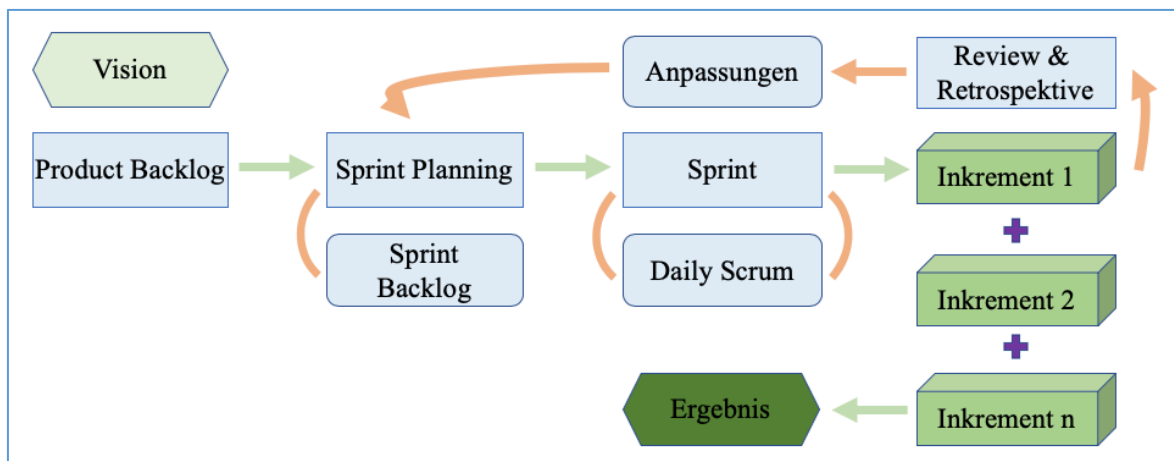 Vision
Anpassungen
Review &
Retrospektive
Product Backlog
Sprint Planning
Sprint
Inkrement 1
Sprint
Backlog
Daily Scrum
Inkrement 2
Ergebnis
Inkrement n